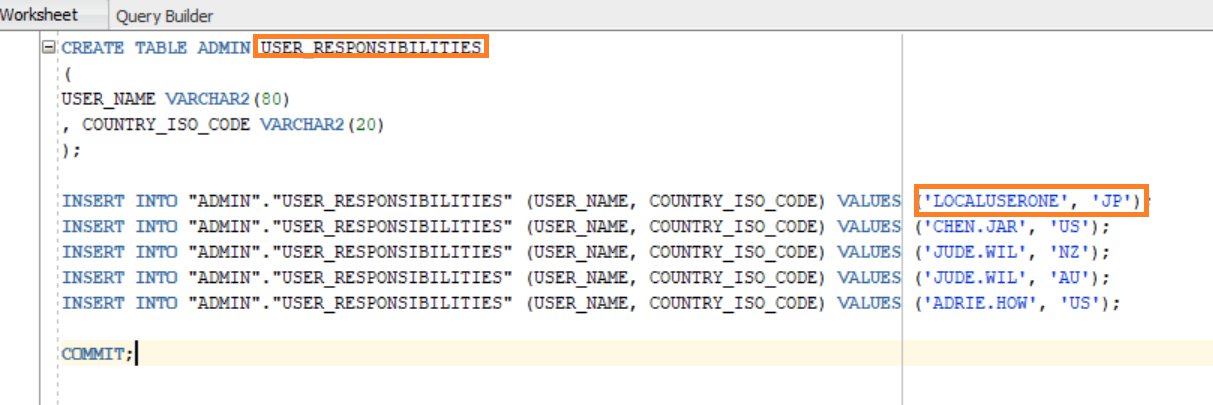 Worksheet Query Builder
CREATE TABLE ADMIN.USER_RESPONSIBILITIES
(
USER_NAME VARCHAR2(80)
, COUNTRY_ISO_CODE VARCHAR2(20)
);
INSERT INTO "ADMIN"."USER_RESPONSIBILITIES" (USER_NAME, COUNTRY_ISO_CODE) VALUES ('LOCALUSERONE', 'JP');
INSERT INTO "ADMIN"."USER_RESPONSIBILITIES" (USER_NAME, COUNTRY_ISO_CODE) VALUES ('CHEN.JAR', 'US');
INSERT INTO "ADMIN"."USER_RESPONSIBILITIES" (USER_NAME, COUNTRY_ISO_CODE) VALUES ('JUDE.WIL', 'NZ');
INSERT INTO "ADMIN"."USER_RESPONSIBILITIES" (USER_NAME, COUNTRY_ISO_CODE) VALUES ('JUDE.WIL', 'AU');
INSERT INTO "ADMIN"."USER_RESPONSIBILITIES" (USER_NAME, COUNTRY_ISO_CODE) VALUES ('ADRIE.HOW', 'US');
COMMIT;